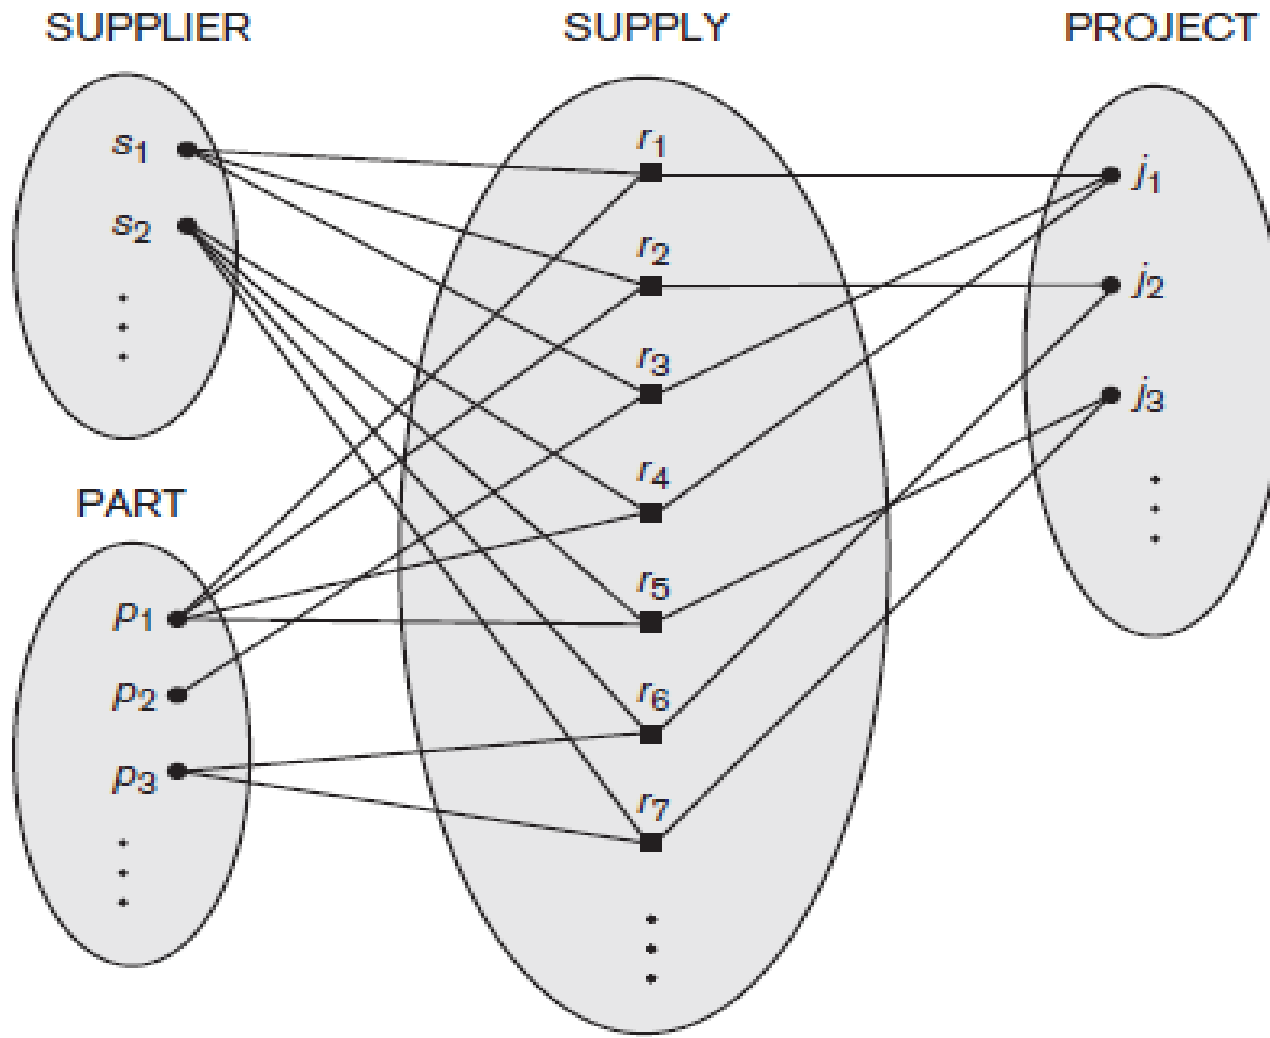 SUPPLIER
s1
s2
PART
p1
p2
p3
SUPPLY
r1
r2
r3
r4
r5
r6
r7
PROJECT
j1
j2
j3